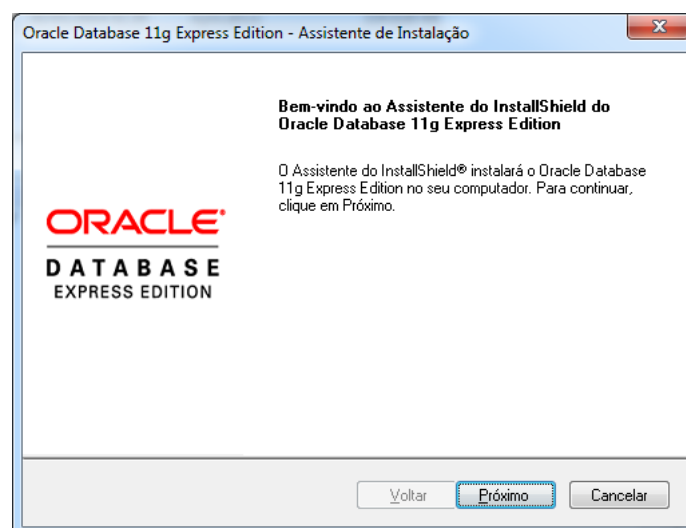 Oracle Database 11g Express Edition - Assistente de Instalação
Bem-vindo ao Assistente do InstallShield do
Oracle Database 11g Express Edition
O Assistente do InstallShield® instalará o Oracle Database
11g Express Edition no seu computador. Para continuar,
clique em Próximo.
ORACLE
DATABASE
EXPRESS EDITION
Voltar
Próximo
Cancelar